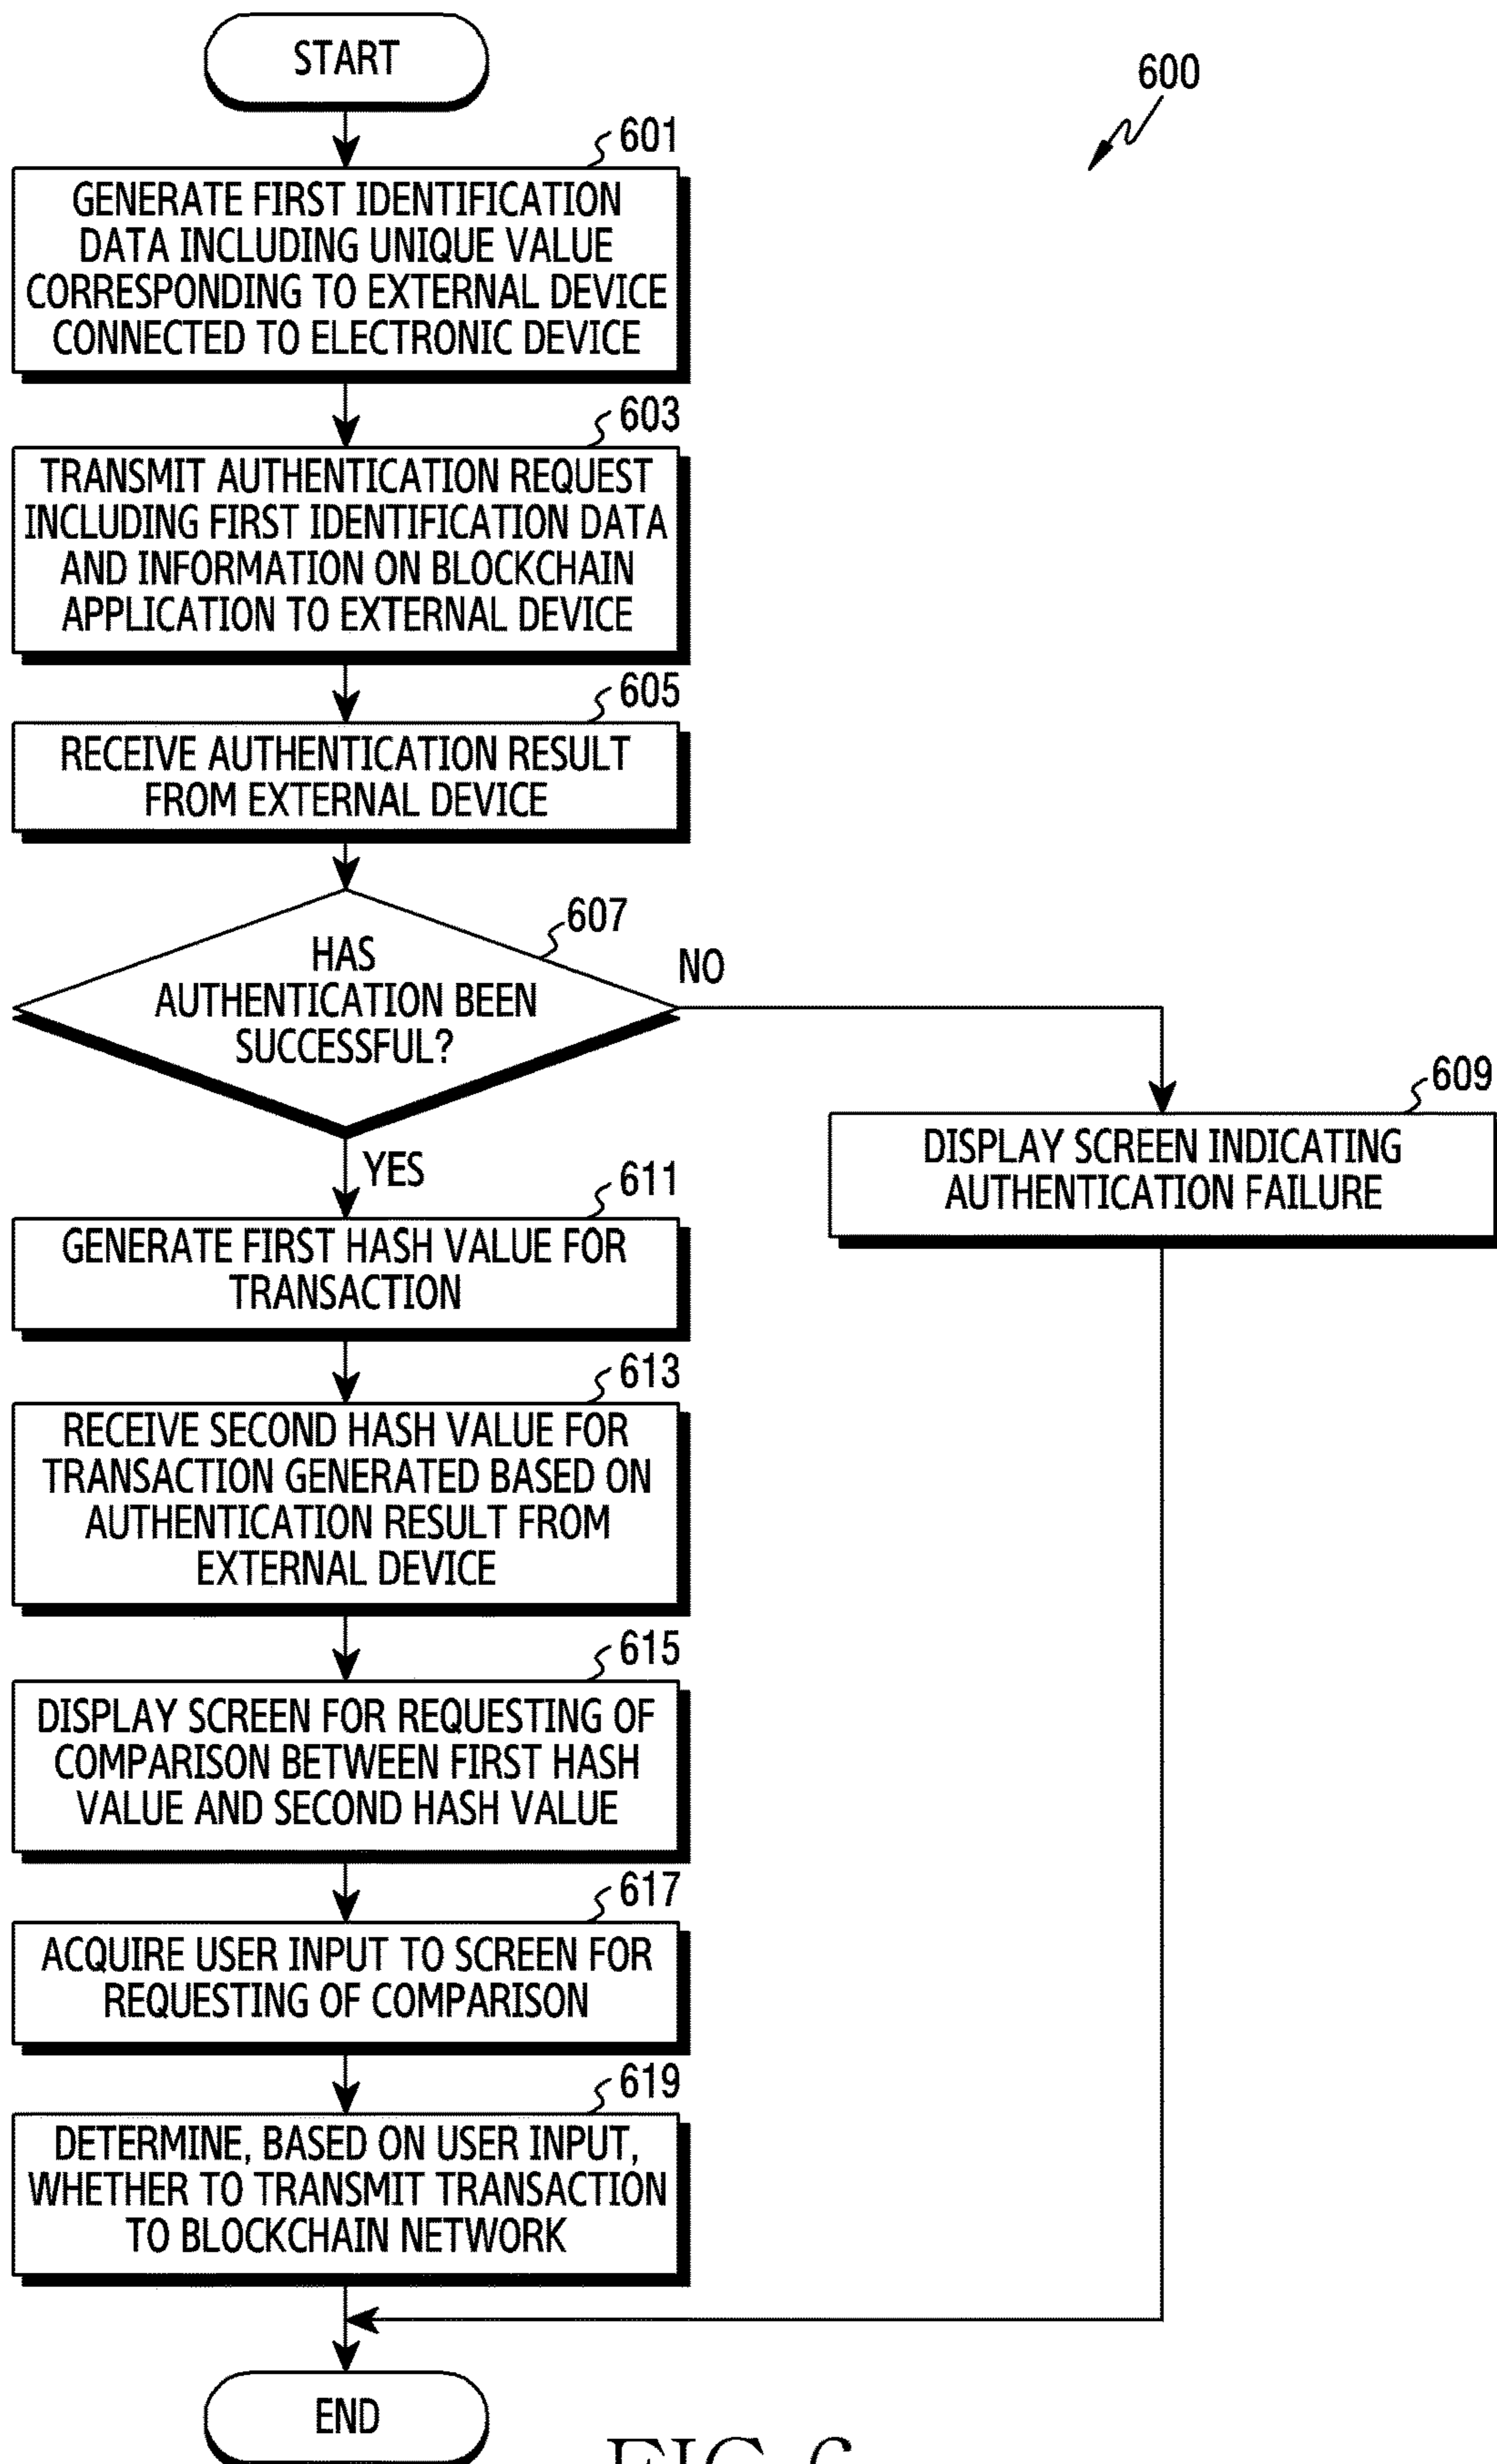 START
600
601
GENERATE FIRST IDENTIFICATION
DATA INCLUDING UNIQUE VALUE
CORRESPONDING TO EXTERNAL DEVICE
CONNECTED TO ELECTRONIC DEVICE
603
TRANSMIT AUTHENTICATION REQUEST
INCLUDING FIRST IDENTIFICATION DATA
AND INFORMATION ON BLOCKCHAIN
APPLICATION TO EXTERNAL DEVICE
605
RECEIVE AUTHENTICATION RESULT
FROM EXTERNAL DEVICE
607
HAS
AUTHENTICATION BEEN
SUCCESSFUL?
NO
609
DISPLAY SCREEN INDICATING
AUTHENTICATION FAILURE
YES
611
GENERATE FIRST HASH VALUE FOR
TRANSACTION
613
RECEIVE SECOND HASH VALUE FOR
TRANSACTION GENERATED BASED ON
AUTHENTICATION RESULT FROM
EXTERNAL DEVICE
615
DISPLAY SCREEN FOR REQUESTING OF
COMPARISON BETWEEN FIRST HASH
VALUE AND SECOND HASH VALUE
617
ACQUIRE USER INPUT TO SCREEN FOR
REQUESTING OF COMPARISON
619
DETERMINE, BASED ON USER INPUT,
WHETHER TO TRANSMIT TRANSACTION
TO BLOCKCHAIN NETWORK
END
FIG. 6